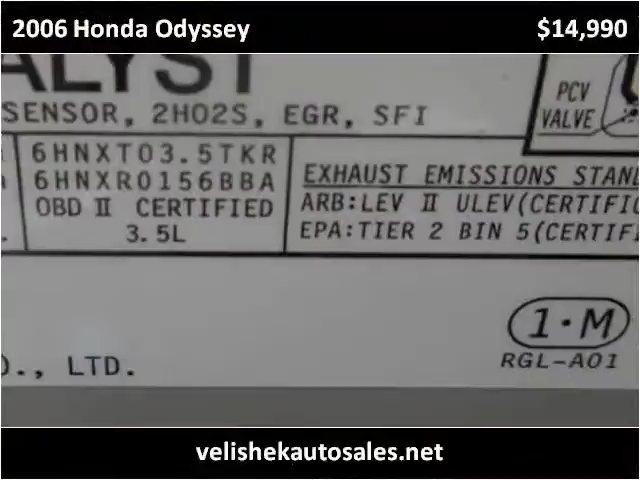 2006 Honda Odyssey $14,990
ALYST
SENSOR, 2HO2S, EGR, SFI
PCV
VALVE
6HNXT03.5TKR
6HNXR0156BBA
OBD II CERTIFIED
3.5L
EXHAUST EMISSIONS STAN
ARB:LEV II ULEV(CERTIFIC
EPA:TIER 2 BIN 5(CERTIF
1·M
RGL-A01
O., LTD.
velishekautosales.net